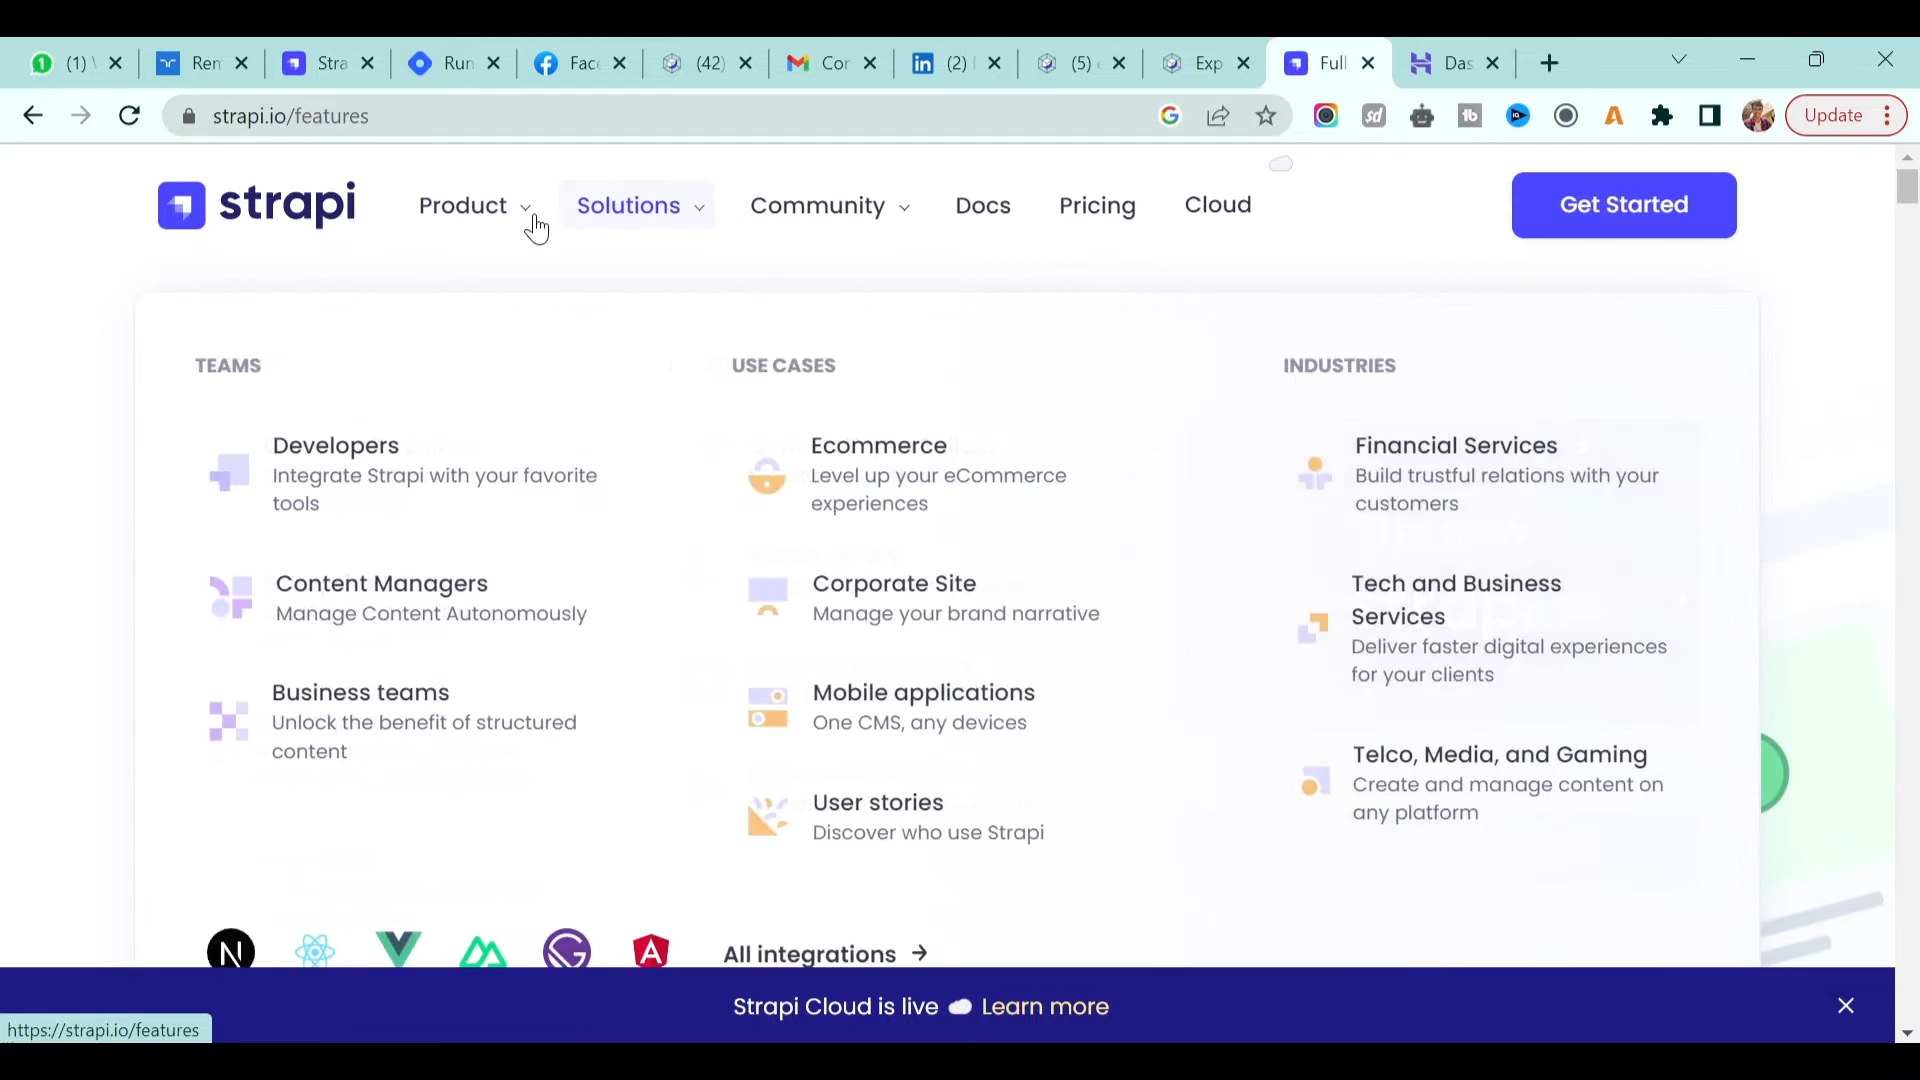 (1) \
Ren
Stra
Run
Fac
(42)
Cor
(2)
(5)
Exp
Full
Das
strapi.io/features
Update
strapi
Product
Solutions
Community
Docs
Pricing
Cloud
Get Started
TEAMS
Developers
Integrate Strapi with your favorite
tools
Content Managers
Manage Content Autonomously
Business teams
Unlock the benefit of structured
content
USE CASES
Ecommerce
Level up your eCommerce
experiences
Corporate Site
Manage your brand narrative
Mobile applications
One CMS, any devices
User stories
Discover who use Strapi
INDUSTRIES
Financial Services
Build trustful relations with your
customers
Tech and Business
Services
Deliver faster digital experiences
for your clients
Telco, Media, and Gaming
Create and manage content on
any platform
All integrations →
Strapi Cloud is live Learn more
https://strapi.io/features